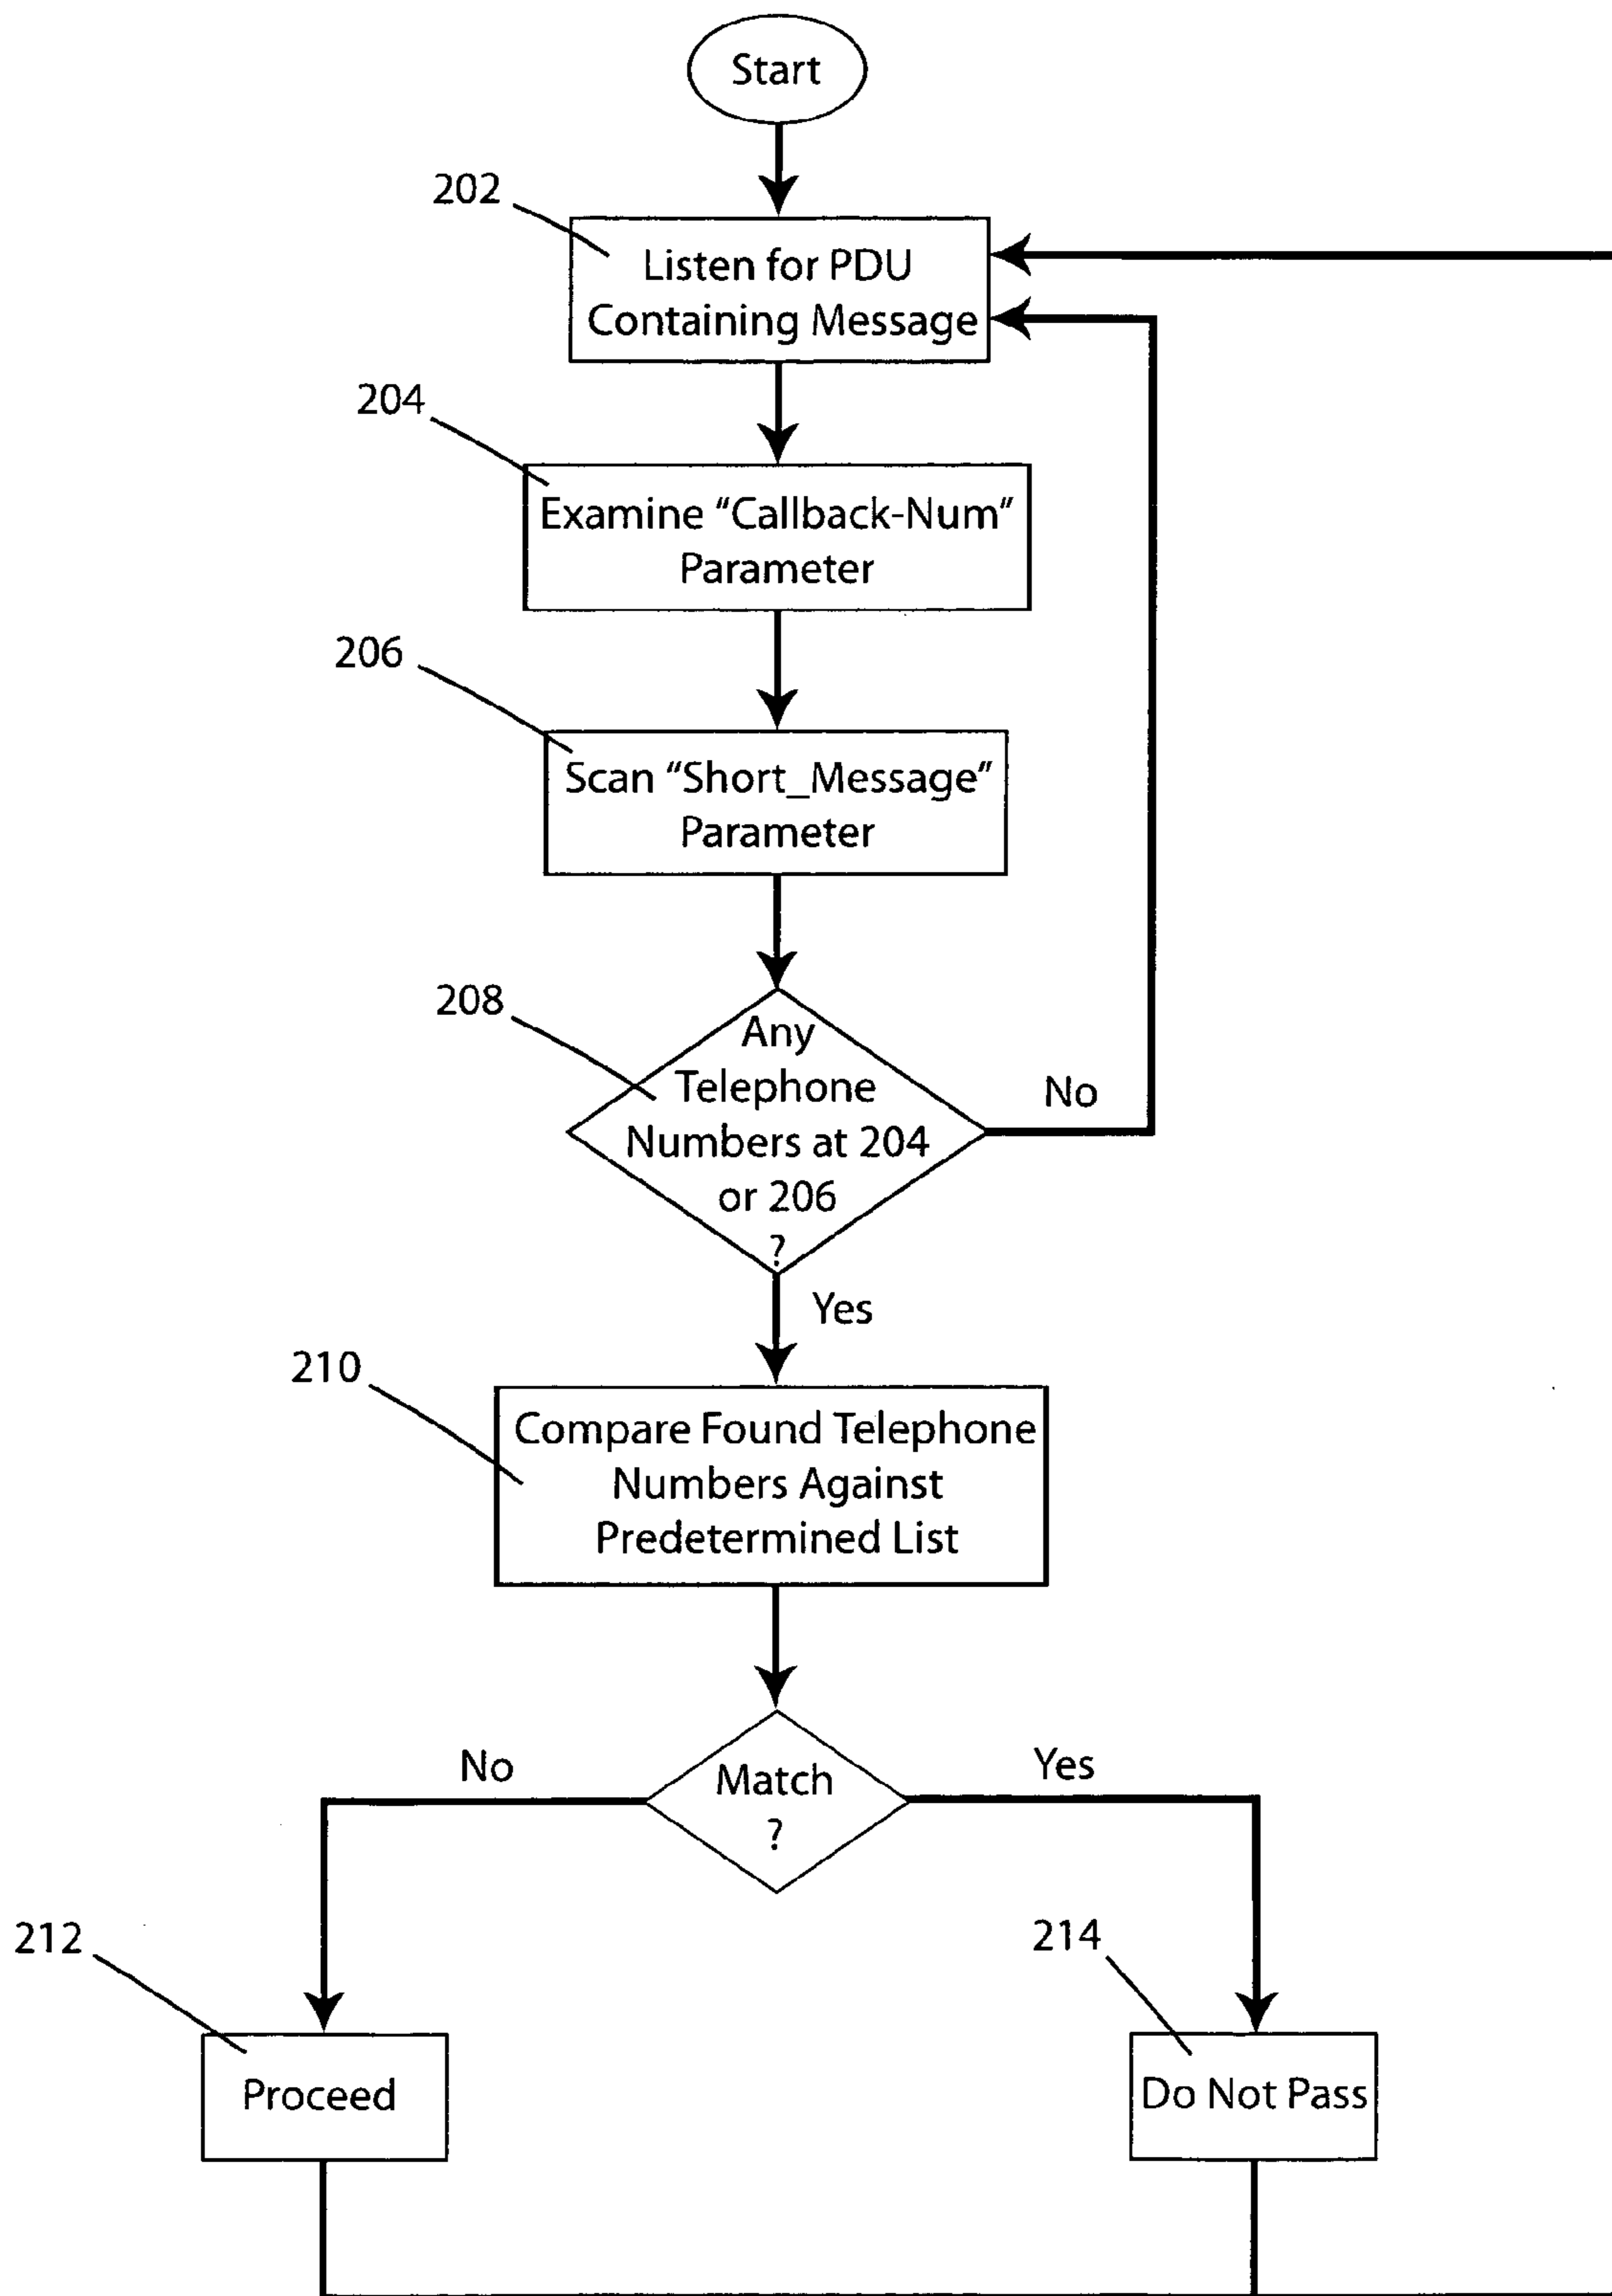 Start
202
Listen for PDU
Containing Message
204
Examine “Callback-Num”
Parameter
206
Scan “Short_Message”
Parameter
208
Any
Telephone
Numbers at 204
or 206
?
No
Yes
210
Compare Found Telephone
Numbers Against
Predetermined List
No
Match
?
Yes
212
Proceed
214
Do Not Pass